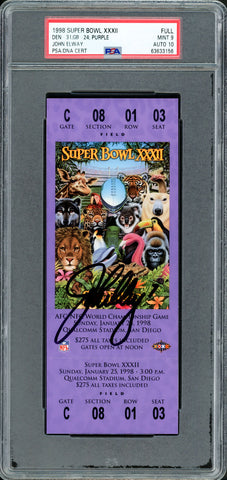 1998 SUPER BOWL XXXII FULL
DEN 31,GB 24, PURPLE MINT 9
JOHN ELWAY AUTO 10
PSA/DNA CERT 63633156
PSA
C 08 01 03
GATE SECTION ROW SEAT
FIELD
SUPER BOWL XXXII
AFC-NFC WORLD CHAMPIONSHIP GAME
SUNDAY, JANUARY 25, 1998
QUALCOMM STADIUM, SAN DIEGO
$275 ALL TAXES INCLUDED
GATES OPEN AT NOON
SUPER BOWL XXXII
SUNDAY, JANUARY 25, 1998 - 3:00 P.M.
QUALCOMM STADIUM, SAN DIEGO
$275 ALL TAXES INCLUDED
FIELD
GATE SECTION ROW SEAT
C 08 01 03